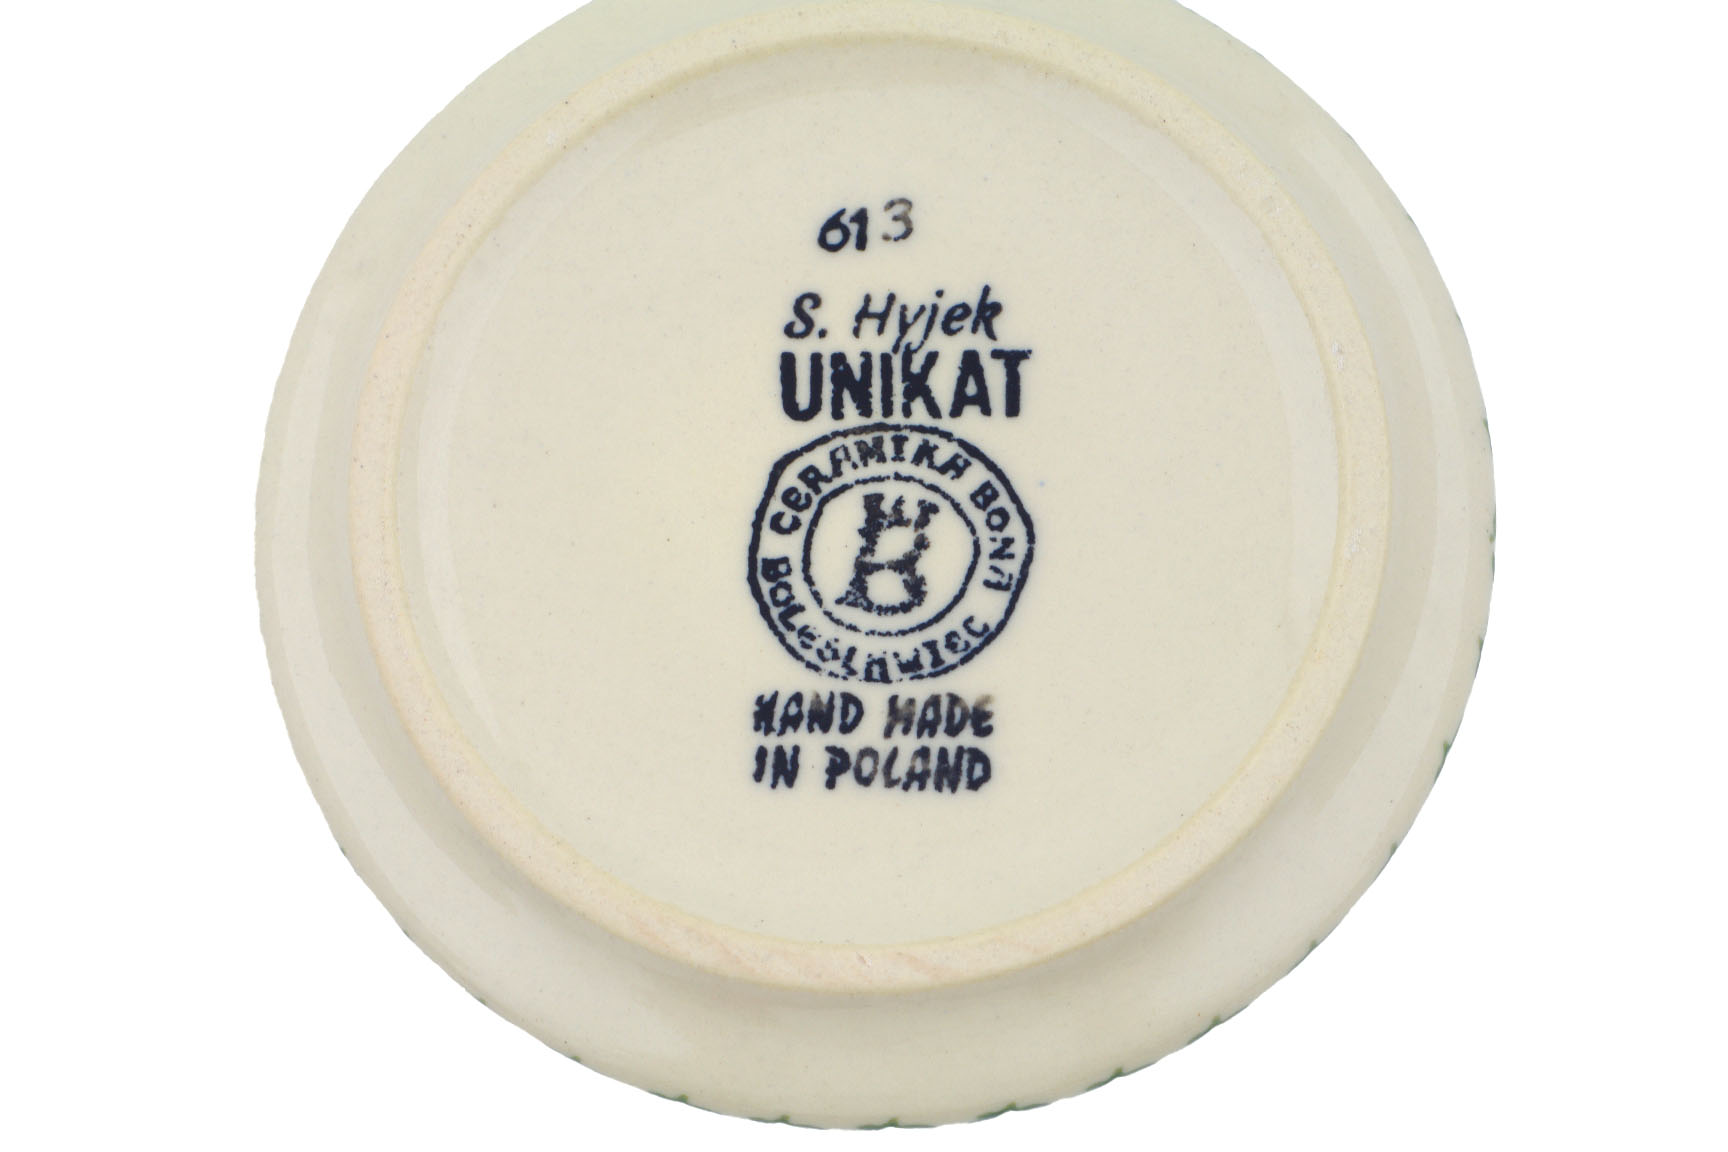 613
S. Hyjek
UNIKAT
CERAMIKA BONA
BOLESŁAWIEC
HAND MADE
IN POLAND